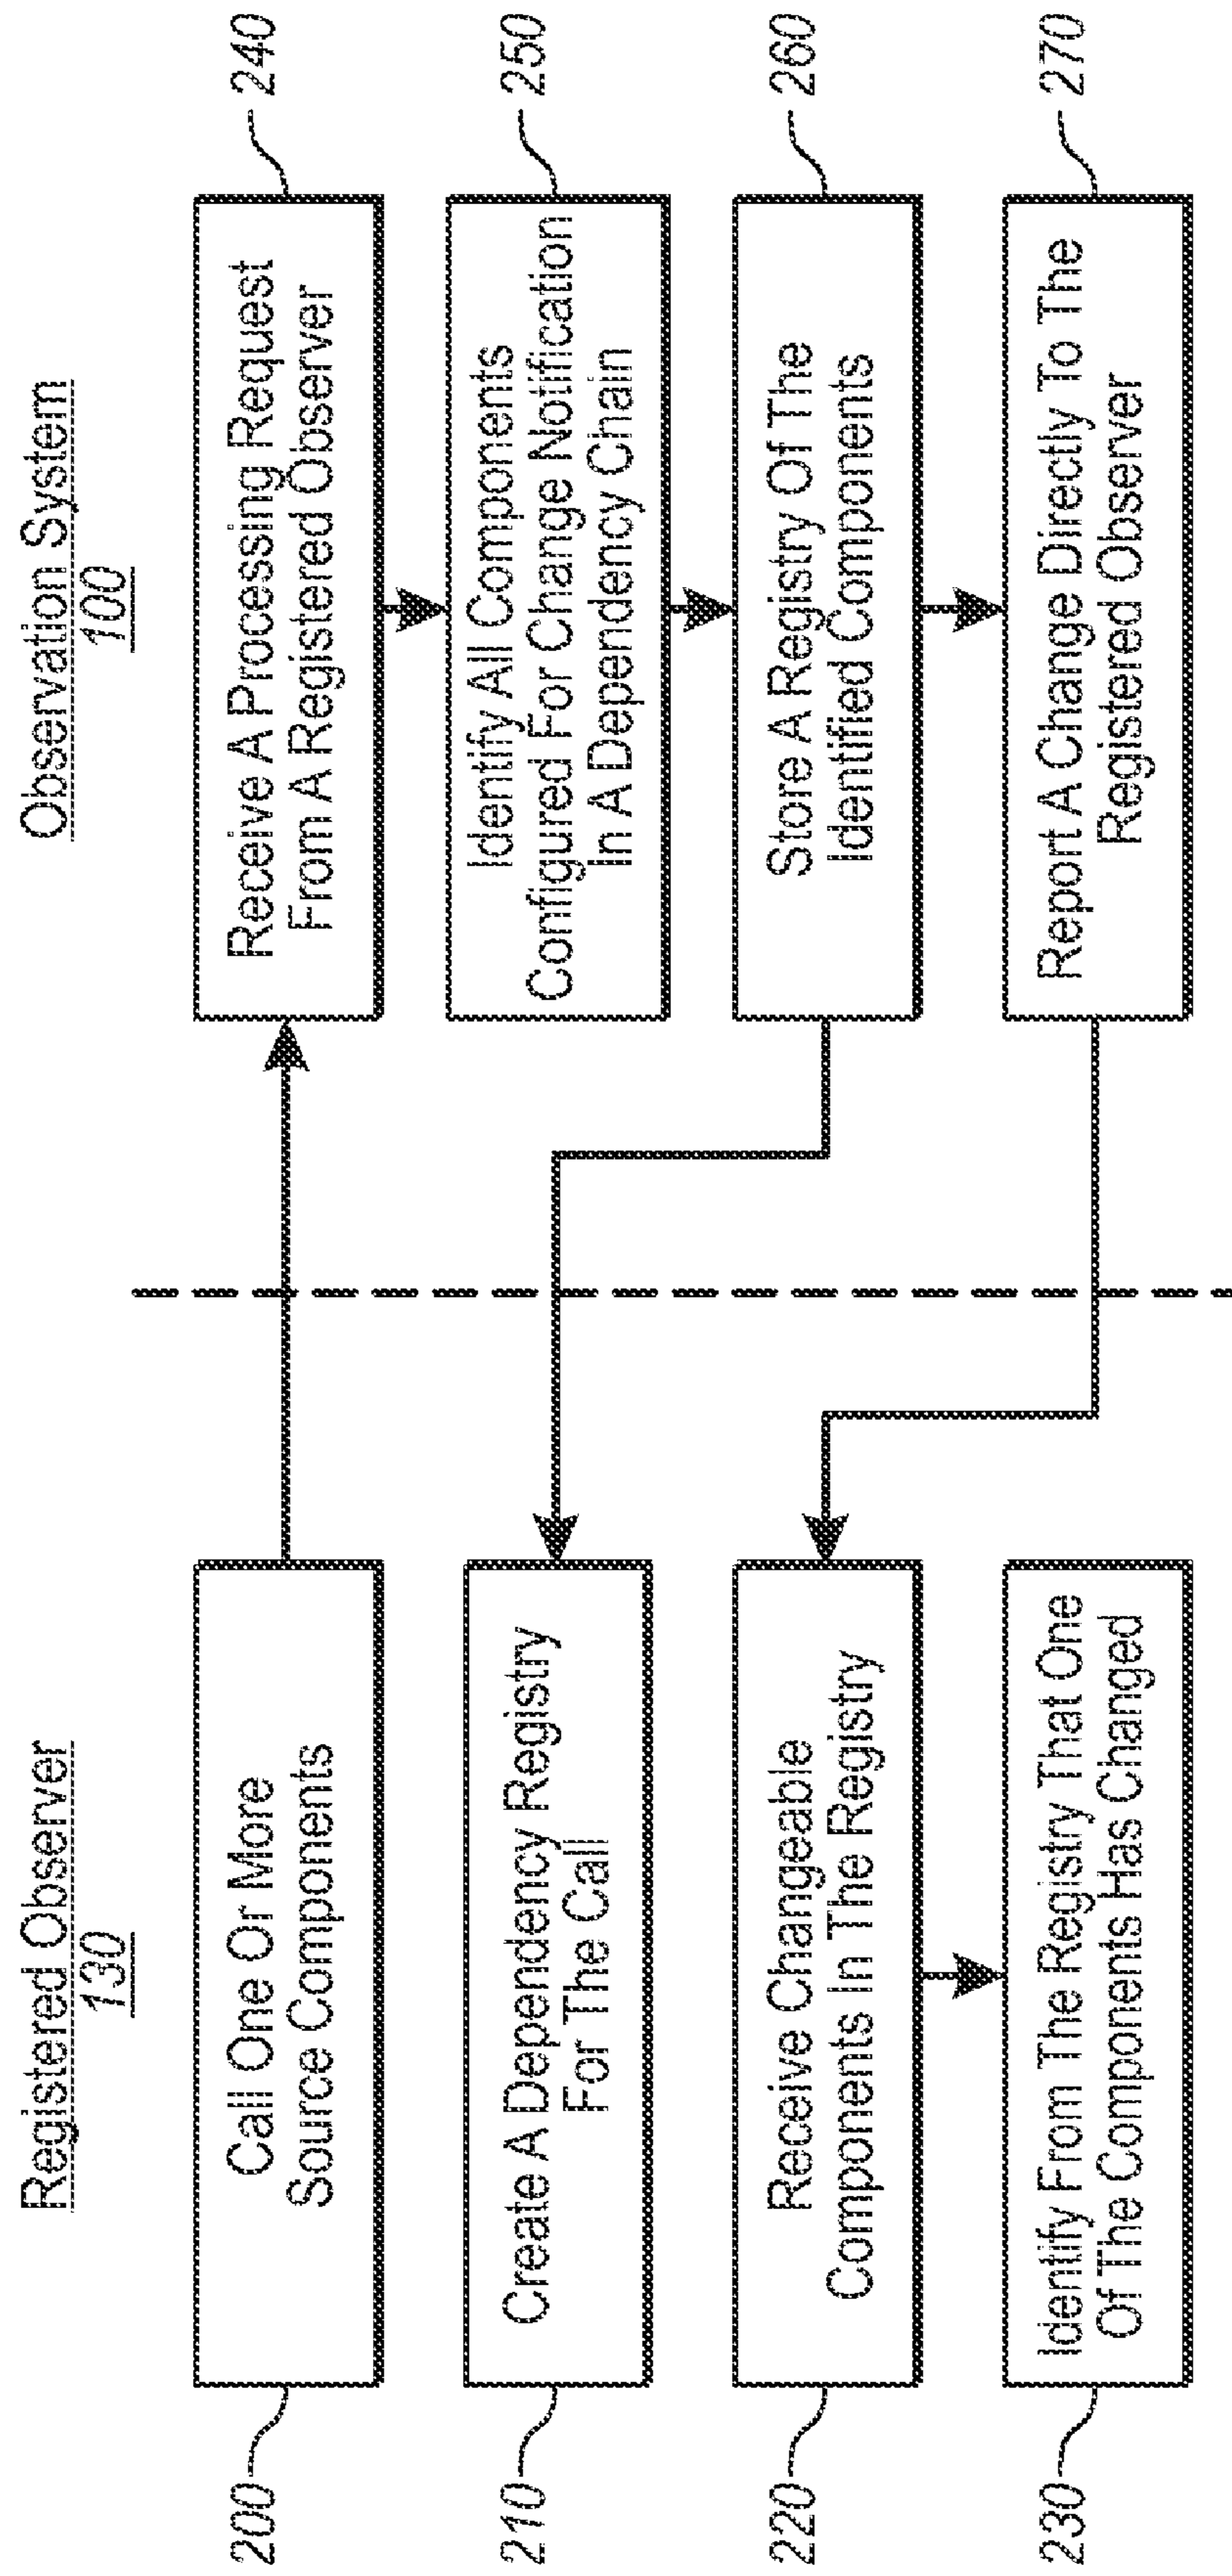 Registered Observer
130
Observation System
100
200
Call One Or More
Source Components
Receive A Processing Request
From A Registered Observer
240
210
Create A Dependency Registry
For The Call
Identify All Components
Configured For Change Notification
In A Dependency Chain
250
220
Receive Changeable
Components In The Registry
Store A Registry Of The
Identified Components
260
230
Identify From The Registry That One
Of The Components Has Changed
Report A Change Directly To The
Registered Observer
270